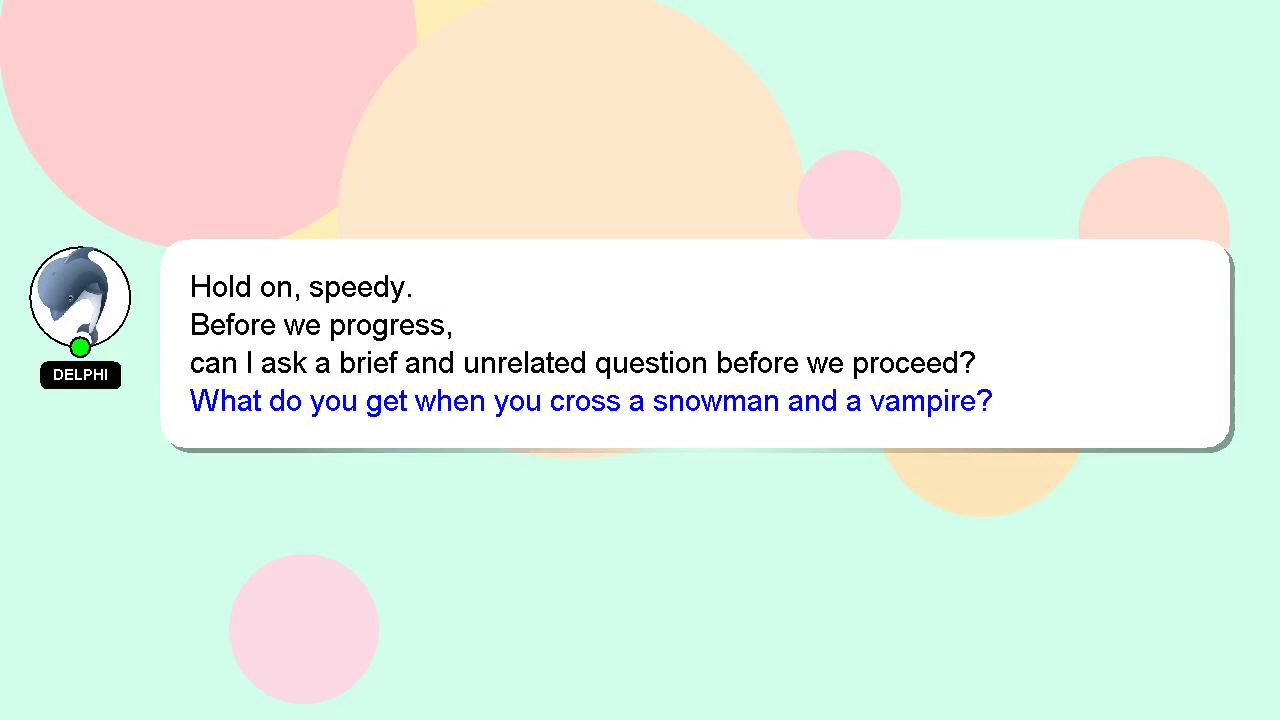 Hold on, speedy.
Before we progress,
can I ask a brief and unrelated question before we proceed?
What do you get when you cross a snowman and a vampire?
DELPHI